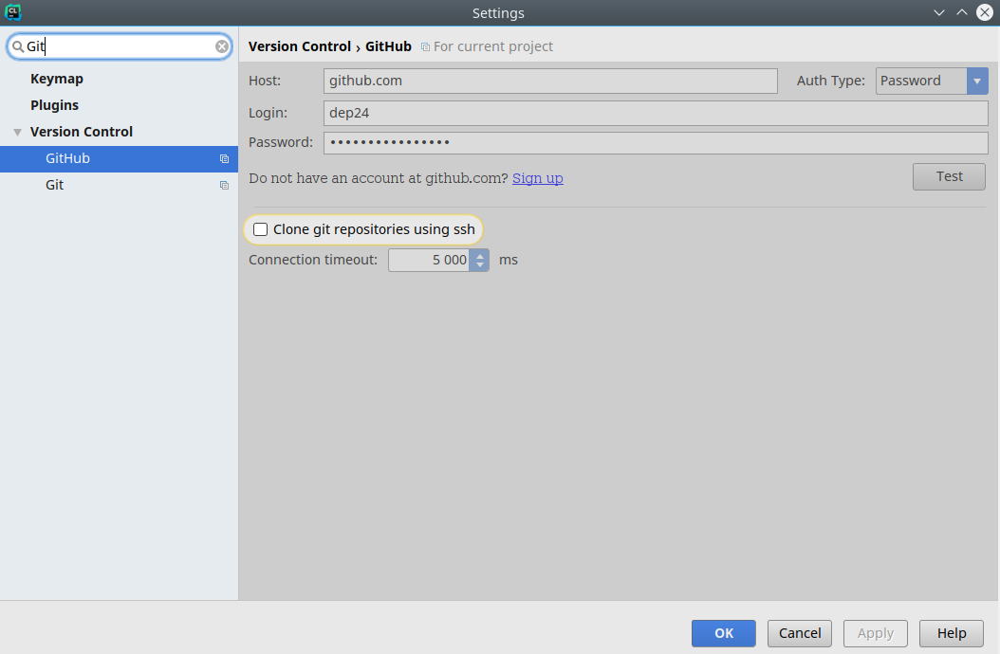 CL
Settings
Git
Version Control › GitHub For current project
Keymap
Plugins
Version Control
GitHub
Git
Host: github.com Auth Type: Password
Login: dep24
Password: ••••••••••••••••
Do not have an account at github.com? Sign up
Test
Clone git repositories using ssh
Connection timeout: 5 000 ms
OK Cancel Apply Help